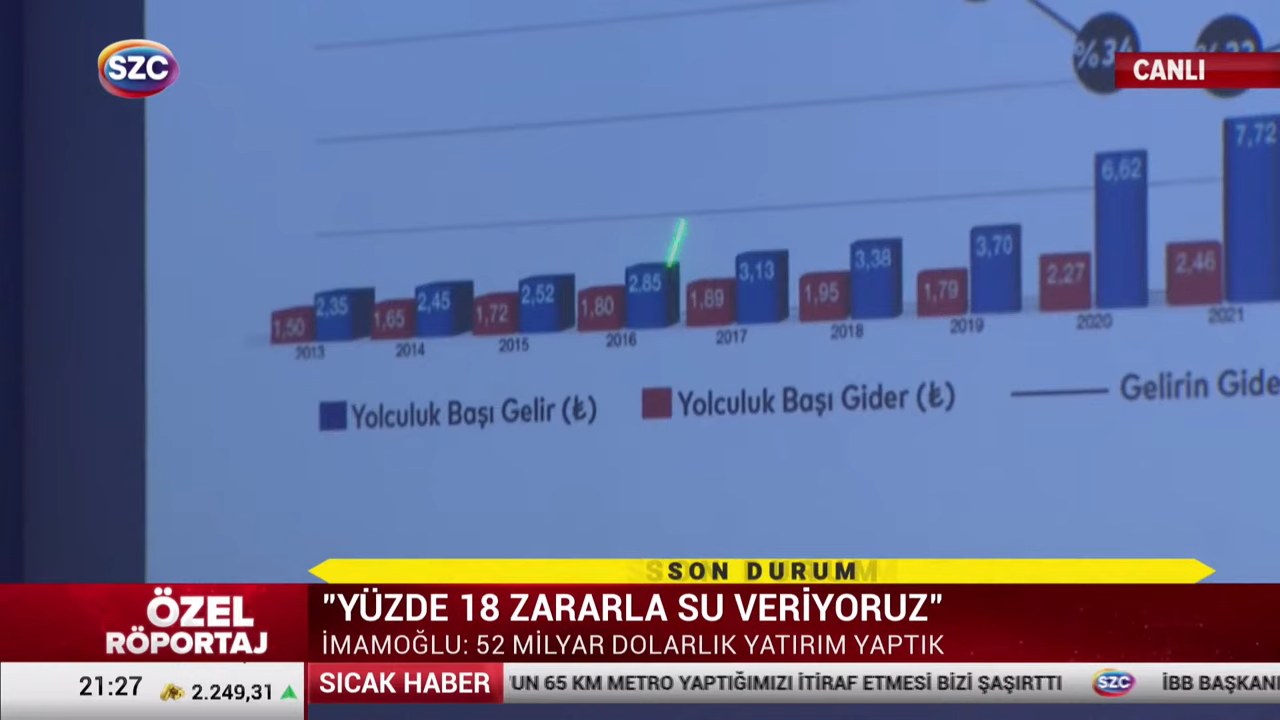 SZC
%34
CANLI
7,72
6,62
3,70
3,38
3,13
2,85
2,52
2,45
2,35
2,46
2,27
1,79
1,95
1,89
1,80
1,72
1,65
1,50
2013 2014 2015 2016 2017 2018 2019 2020 2021
Yolculuk Başı Gelir (₺) Yolculuk Başı Gider (₺) Gelirin Gide
SON DURUM
ÖZEL
RÖPORTAJ
"YÜZDE 18 ZARARLA SU VERİYORUZ"
İMAMOĞLU: 52 MİLYAR DOLARLIK YATIRIM YAPTIK
21:27 2.249,31
SICAK HABER 'UN 65 KM METRO YAPTIĞIMIZI İTİRAF ETMESİ BİZİ ŞAŞIRTTI SZC İBB BAŞKANI